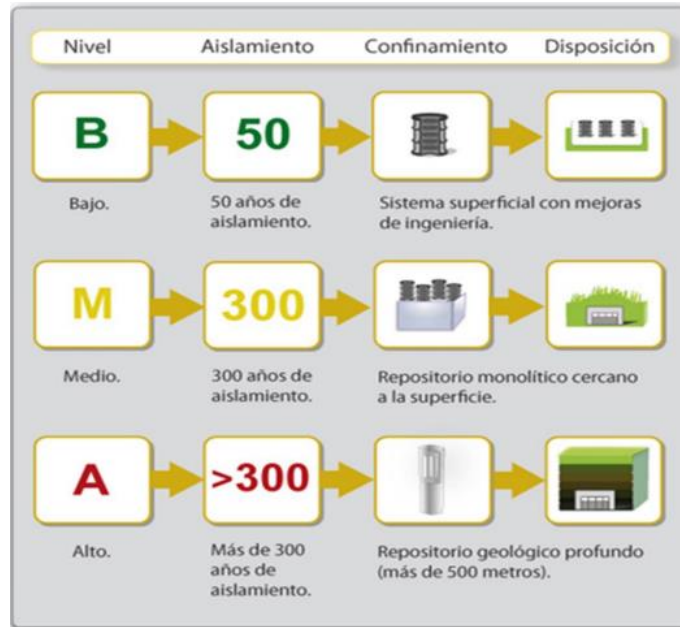 Nivel Aislamiento Confinamiento Disposición
B 50
Bajo. 50 años de aislamiento. Sistema superficial con mejoras de ingeniería.
M 300
Medio. 300 años de aislamiento. Repositorio monolítico cercano a la superficie.
A >300
Alto. Más de 300 años de aislamiento. Repositorio geológico profundo (más de 500 metros).